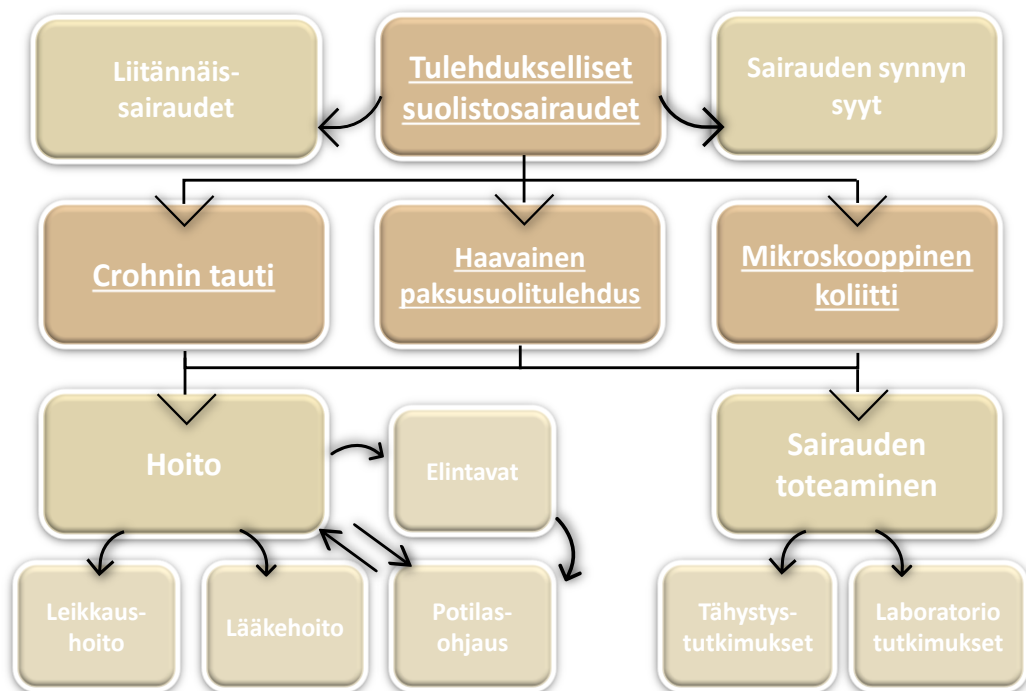 Liitännäis-
sairaudet
Tulehdukselliset
suolistosairaudet
Sairauden synnyn
syyt
Crohnin tauti
Haavainen
paksusuolitulehdus
Mikroskooppinen
koliitti
Hoito
Elintavat
Sairauden
toteaminen
Leikkaus-
hoito
Lääkehoito
Potilas-
ohjaus
Tähystys-
tutkimukset
Laboratorio
tutkimukset